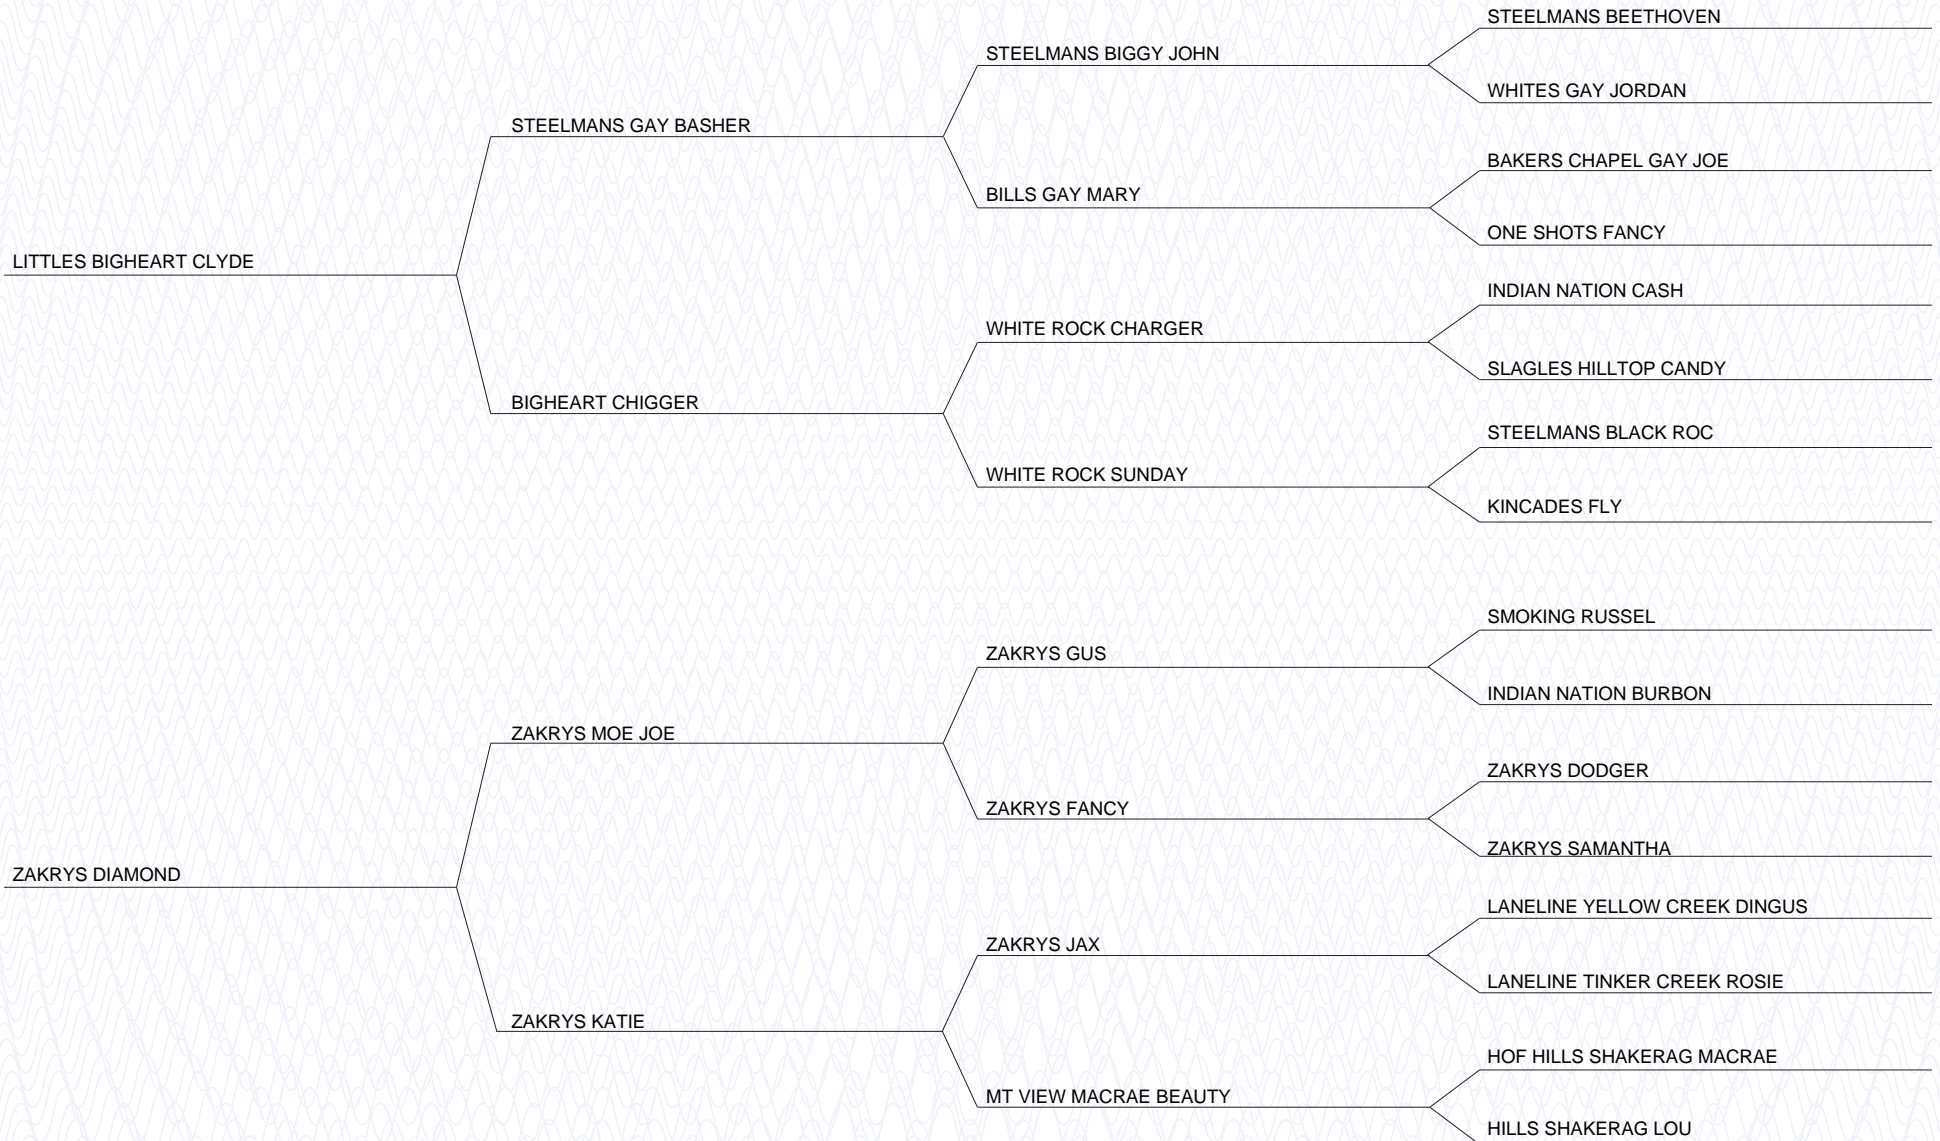 STEELMANS BEETHOVEN
STEELMANS BIGGY JOHN
WHITES GAY JORDAN
STEELMANS GAY BASHER
BAKERS CHAPEL GAY JOE
BILLS GAY MARY
ONE SHOTS FANCY
LITTLES BIGHEART CLYDE
INDIAN NATION CASH
WHITE ROCK CHARGER
SLAGLES HILLTOP CANDY
BIGHEART CHIGGER
STEELMANS BLACK ROC
WHITE ROCK SUNDAY
KINCADES FLY
SMOKING RUSSEL
ZAKRYS GUS
INDIAN NATION BURBON
ZAKRYS MOE JOE
ZAKRYS DODGER
ZAKRYS FANCY
ZAKRYS SAMANTHA
ZAKRYS DIAMOND
LANELINE YELLOW CREEK DINGUS
ZAKRYS JAX
LANELINE TINKER CREEK ROSIE
ZAKRYS KATIE
HOF HILLS SHAKERAG MACRAE
MT VIEW MACRAE BEAUTY
HILLS SHAKERAG LOU